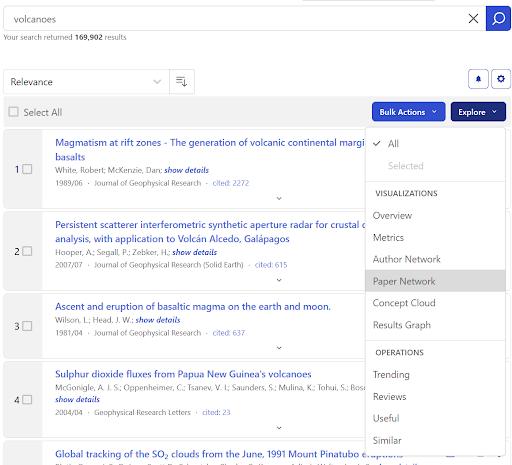 volcanoes
Your search returned 169,902 results
Relevance
Select All
Bulk Actions
Explore
All
Selected
VISUALIZATIONS
Overview
Metrics
Author Network
Paper Network
Concept Cloud
Results Graph
OPERATIONS
Trending
Reviews
Useful
Similar
1
Magmatism at rift zones - The generation of volcanic continental margi
basalts
White, Robert; McKenzie, Dan; show details
1989/06 · Journal of Geophysical Research · cited: 2272
2
Persistent scatterer interferometric synthetic aperture radar for crustal
analysis, with application to Volcán Alcedo, Galápagos
Hooper, A.; Segall, P.; Zebker, H.; show details
2007/07 · Journal of Geophysical Research (Solid Earth) · cited: 615
3
Ascent and eruption of basaltic magma on the earth and moon.
Wilson, L.; Head, J. W.; show details
1981/04 · Journal of Geophysical Research · cited: 637
4
Sulphur dioxide fluxes from Papua New Guinea's volcanoes
McGonigle, A. J. S.; Oppenheimer, C.; Tsanev, V. I.; Saunders, S.; Mulina, K.; Tohui, S.; Bos
show details
2004/04 · Geophysical Research Letters · cited: 23
Global tracking of the SO2 clouds from the June, 1991 Mount Pinatubo eruptions